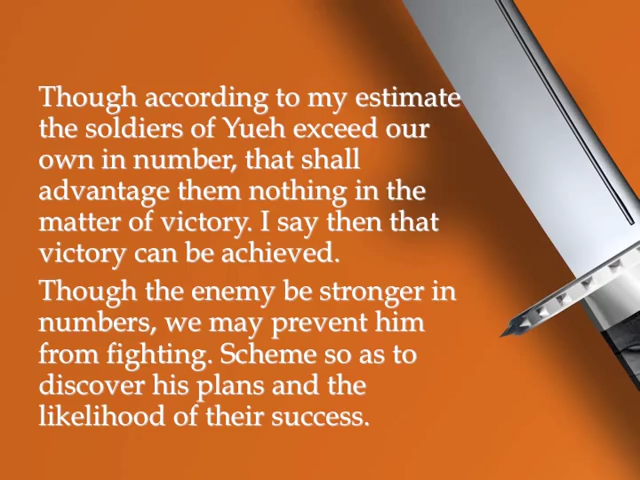 Though according to my estimate
the soldiers of Yueh exceed our
own in number, that shall
advantage them nothing in the
matter of victory. I say then that
victory can be achieved.
Though the enemy be stronger in
numbers, we may prevent him
from fighting. Scheme so as to
discover his plans and the
likelihood of their success.